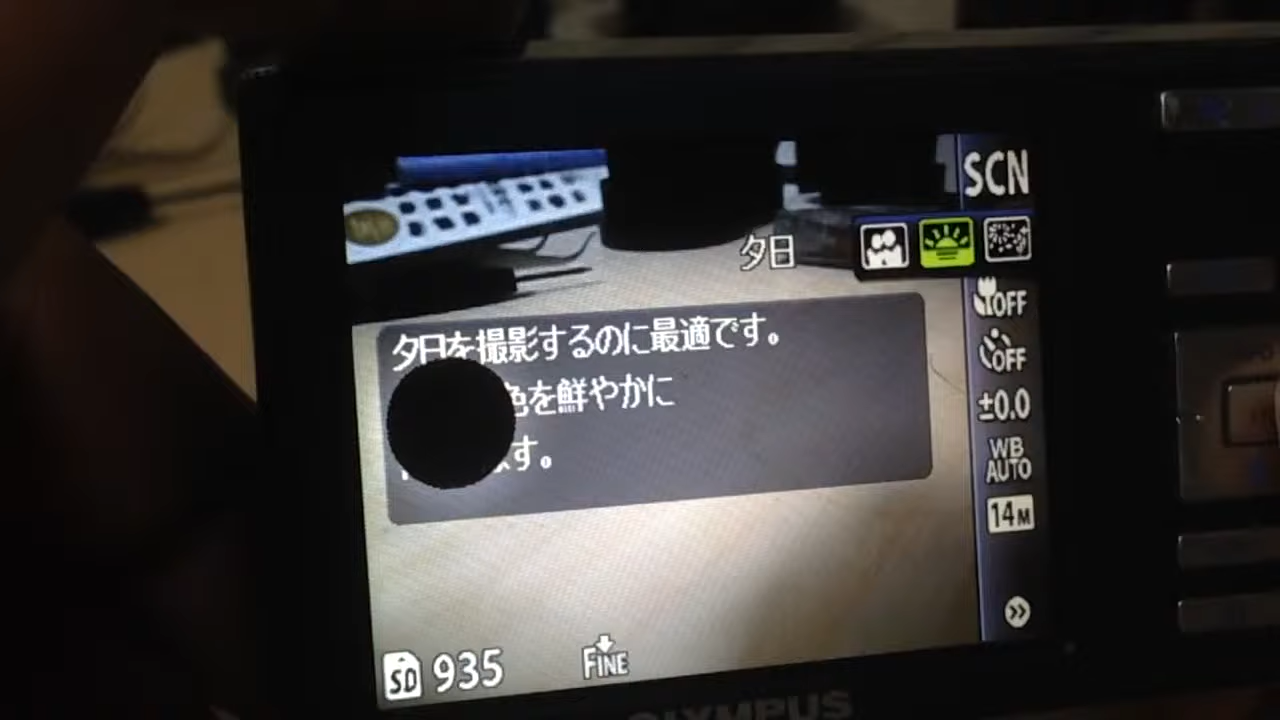 SCN
夕日
夕日を撮影するのに最適です。
色を鮮やかに
す。
OFF
OFF
±0.0
WB
AUTO
14M
SD 935
FINE
OLYMPUS